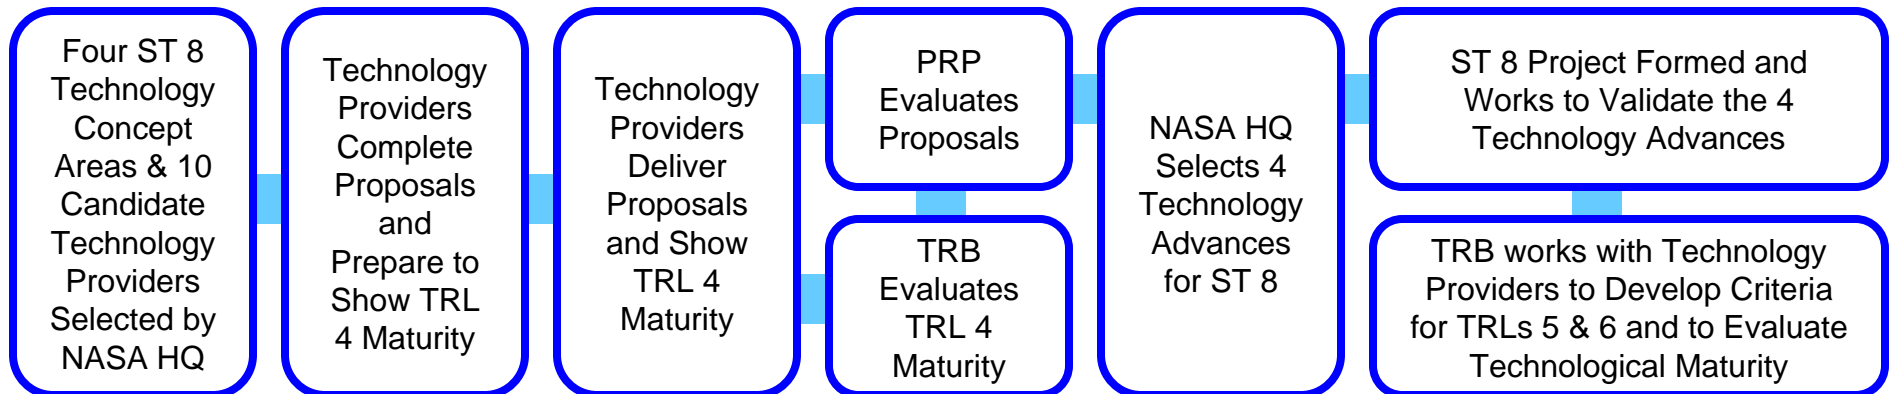 Four ST 8
Technology
Concept
Areas & 10
Candidate
Technology
Providers
Selected by
NASA HQ
Technology
Providers
Complete
Proposals
and
Prepare to
Show TRL
4 Maturity
Technology
Providers
Deliver
Proposals
and Show
TRL 4
Maturity
PRP
Evaluates
Proposals
TRB
Evaluates
TRL 4
Maturity
NASA HQ
Selects 4
Technology
Advances
for ST 8
ST 8 Project Formed and
Works to Validate the 4
Technology Advances
TRB works with Technology
Providers to Develop Criteria
for TRLs 5 & 6 and to Evaluate
Technological Maturity